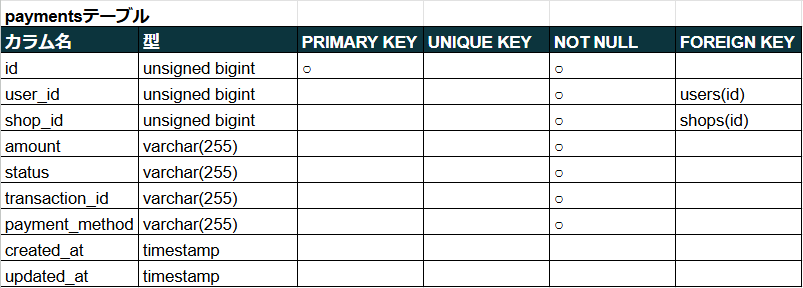 paymentsテーブル
カラム名 型 PRIMARY KEY UNIQUE KEY NOT NULL FOREIGN KEY
id unsigned bigint ○ ○
user_id unsigned bigint ○ users(id)
shop_id unsigned bigint ○ shops(id)
amount varchar(255) ○
status varchar(255) ○
transaction_id varchar(255) ○
payment_method varchar(255) ○
created_at timestamp
updated_at timestamp